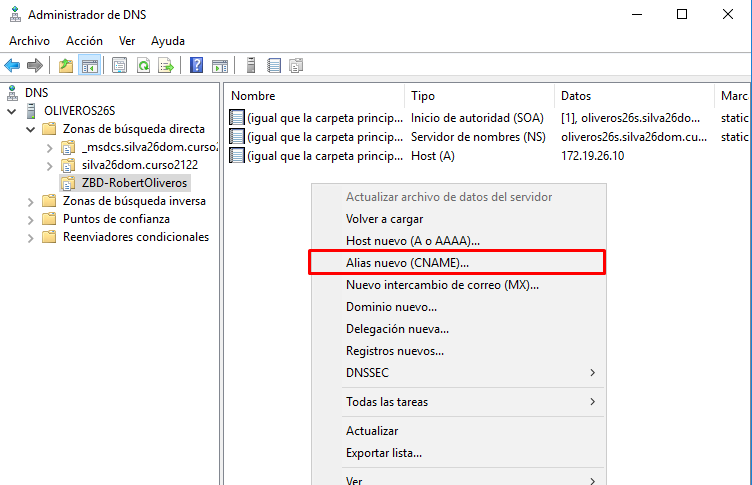 Administrador de DNS
Archivo Acción Ver Ayuda
DNS
OLIVEROS26S
Zonas de búsqueda directa
_msdcs.silva26dom.curso2
silva26dom.curso2122
ZBD-RobertOliveros
Zonas de búsqueda inversa
Puntos de confianza
Reenviadores condicionales
Nombre Tipo Datos Marc
(igual que la carpeta princip... Inicio de autoridad (SOA) [1], oliveros26s.silva26do... static
(igual que la carpeta princip... Servidor de nombres (NS) oliveros26s.silva26dom.cu... static
(igual que la carpeta princip... Host (A) 172.19.26.10
Actualizar archivo de datos del servidor
Volver a cargar
Host nuevo (A o AAAA)...
Alias nuevo (CNAME)...
Nuevo intercambio de correo (MX)...
Dominio nuevo...
Delegación nueva...
Registros nuevos...
DNSSEC
Todas las tareas
Actualizar
Exportar lista...
Ver